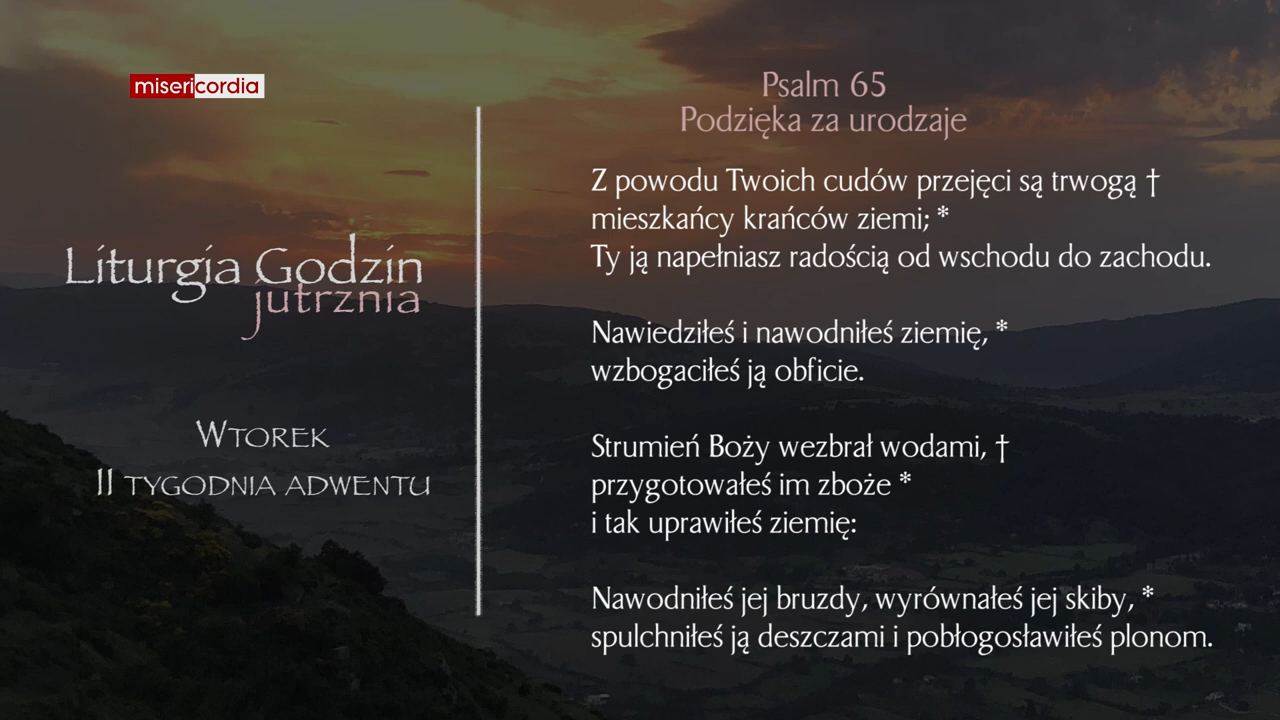 misericordia
Liturgia Godzin
jutrznia
Wtorek
II tygodnia adwentu
Psalm 65
Podzięka za urodzaje
Z powodu Twoich cudów przejęci są trwogą †
mieszkańcy krańców ziemi; *
Ty ją napełniasz radością od wschodu do zachodu.
Nawiedziłeś i nawodniłeś ziemię, *
wzbogaciłeś ją obficie.
Strumień Boży wezbrał wodami, †
przygotowałeś im zboże *
i tak uprawiłeś ziemię:
Nawodniłeś jej bruzdy, wyrównałeś jej skiby, *
spulchniłeś ją deszczami i pobłogosławiłeś plonom.